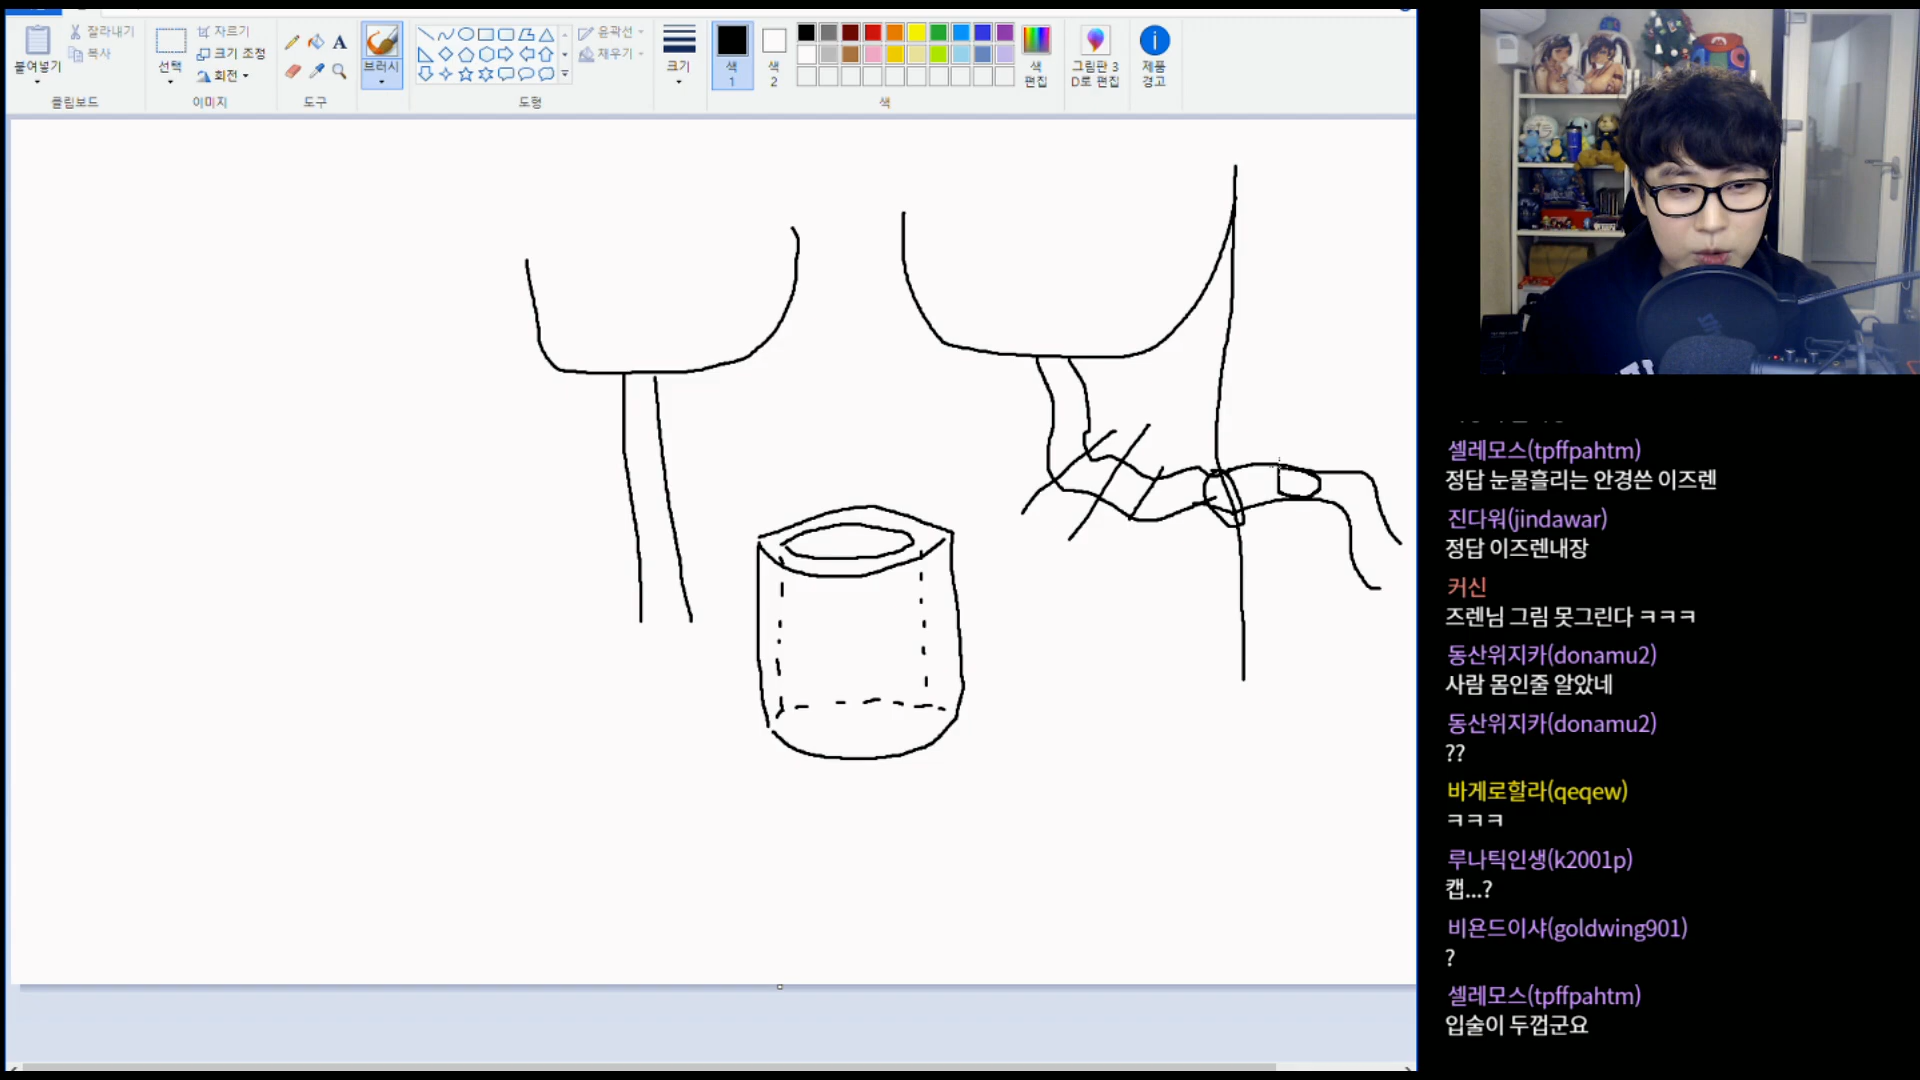 붙여넣기
잘라내기
복사
클립보드
선택
자르기
크기 조정
회전
이미지
A
도구
브러시
윤곽선
채우기
도형
크기
색
1
색
2
색
편집
색
그림판 3
D로 편집
제품
경고
셀레모스(tpffpahtm)
정답 눈물흘리는 안경쓴 이즈렌
진다워(jindawar)
정답 이즈렌내장
커신
즈렌님 그림 못그린다 ㅋㅋㅋ
동산위지카(donamu2)
사람 몸인줄 알았네
동산위지카(donamu2)
??
바게로할라(qeqew)
ㅋㅋㅋ
루나틱인생(k2001p)
캡...?
비욘드이샤(goldwing901)
?
셀레모스(tpffpahtm)
입술이 두껍군요